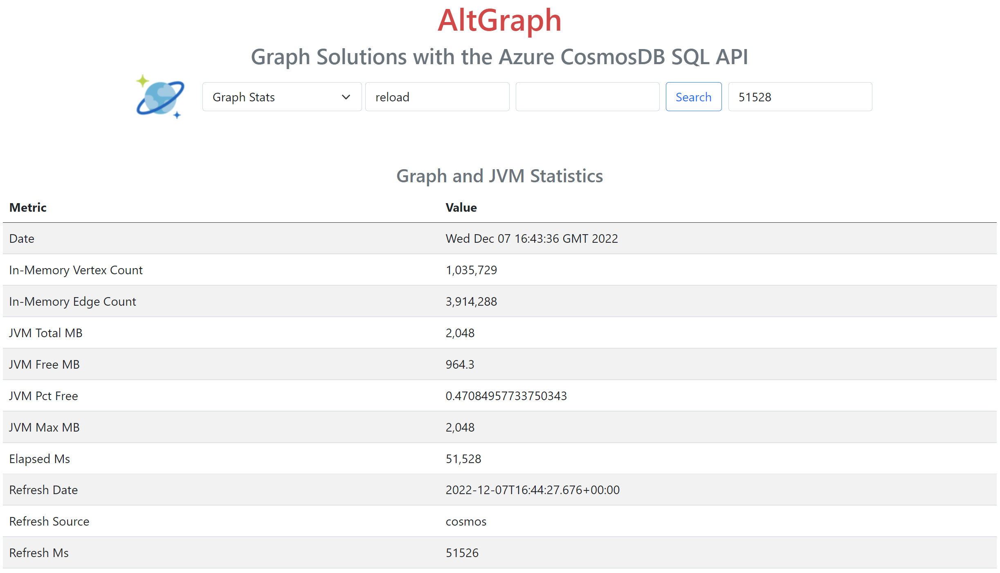 AltGraph
Graph Solutions with the Azure CosmosDB SQL API
Graph Stats reload Search 51528
Graph and JVM Statistics
Metric Value
Date Wed Dec 07 16:43:36 GMT 2022
In-Memory Vertex Count 1,035,729
In-Memory Edge Count 3,914,288
JVM Total MB 2,048
JVM Free MB 964.3
JVM Pct Free 0.47084957733750343
JVM Max MB 2,048
Elapsed Ms 51,528
Refresh Date 2022-12-07T16:44:27.676+00:00
Refresh Source cosmos
Refresh Ms 51526